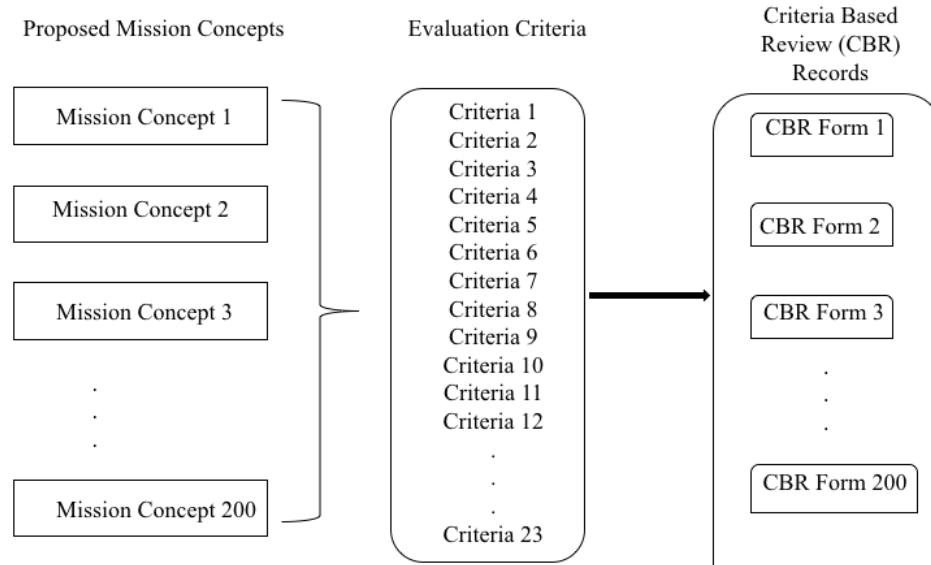 Proposed Mission Concepts
Mission Concept 1
Mission Concept 2
Mission Concept 3
.
.
.
Mission Concept 200
Evaluation Criteria
Criteria 1
Criteria 2
Criteria 3
Criteria 4
Criteria 5
Criteria 6
Criteria 7
Criteria 8
Criteria 9
Criteria 10
Criteria 11
Criteria 12
.
.
.
Criteria 23
Criteria Based
Review (CBR)
Records
CBR Form 1
CBR Form 2
CBR Form 3
.
.
.
CBR Form 200